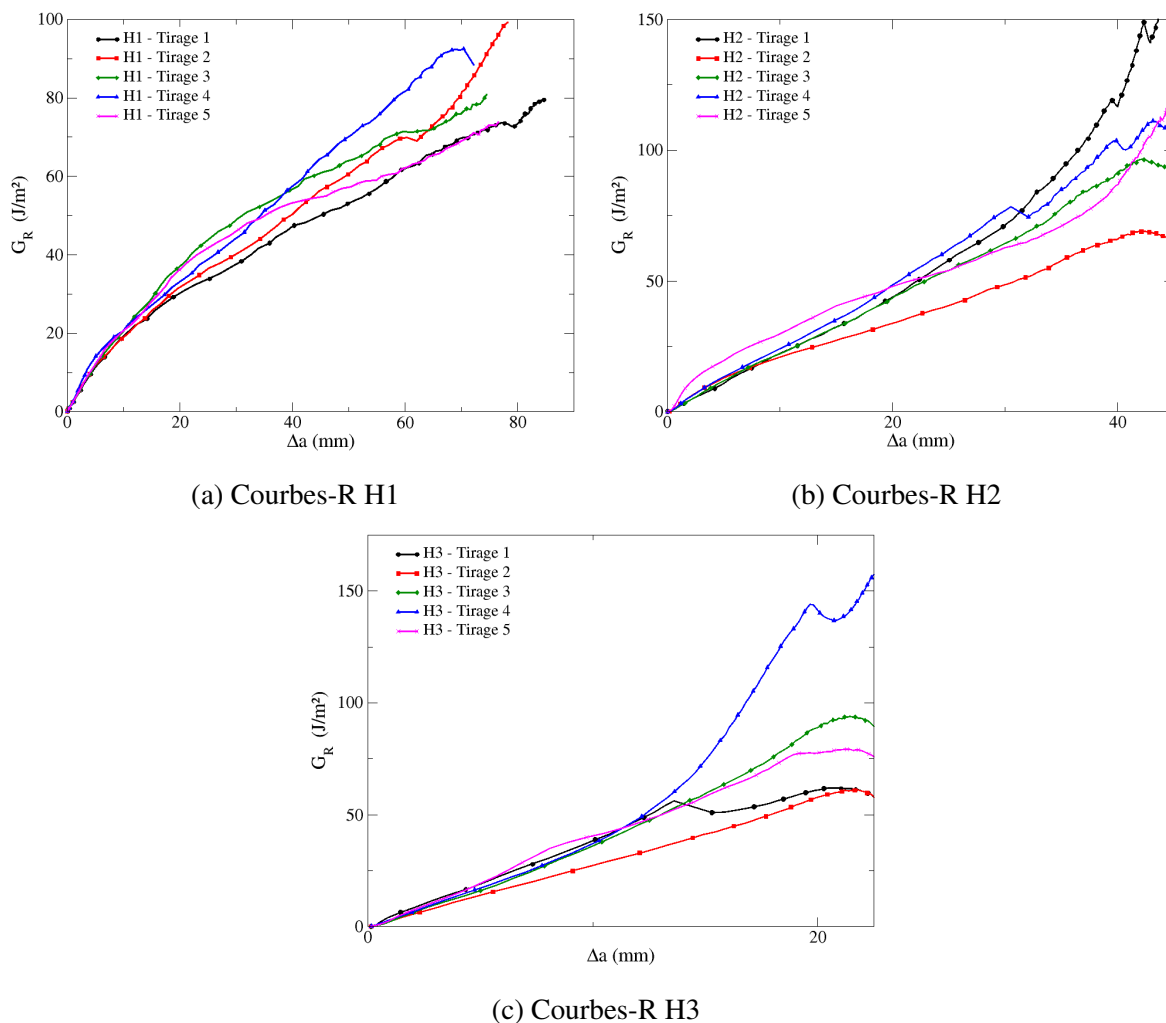 100
80
60
40
20
0
G_R (J/m²)
H1 - Tirage 1
H1 - Tirage 2
H1 - Tirage 3
H1 - Tirage 4
H1 - Tirage 5
0 20 40 60 80
Δa (mm)
(a) Courbes-R H1
150
100
50
0
G_R (J/m²)
H2 - Tirage 1
H2 - Tirage 2
H2 - Tirage 3
H2 - Tirage 4
H2 - Tirage 5
0 20 40
Δa (mm)
(b) Courbes-R H2
150
100
50
0
G_R (J/m²)
H3 - Tirage 1
H3 - Tirage 2
H3 - Tirage 3
H3 - Tirage 4
H3 - Tirage 5
0 20
Δa (mm)
(c) Courbes-R H3